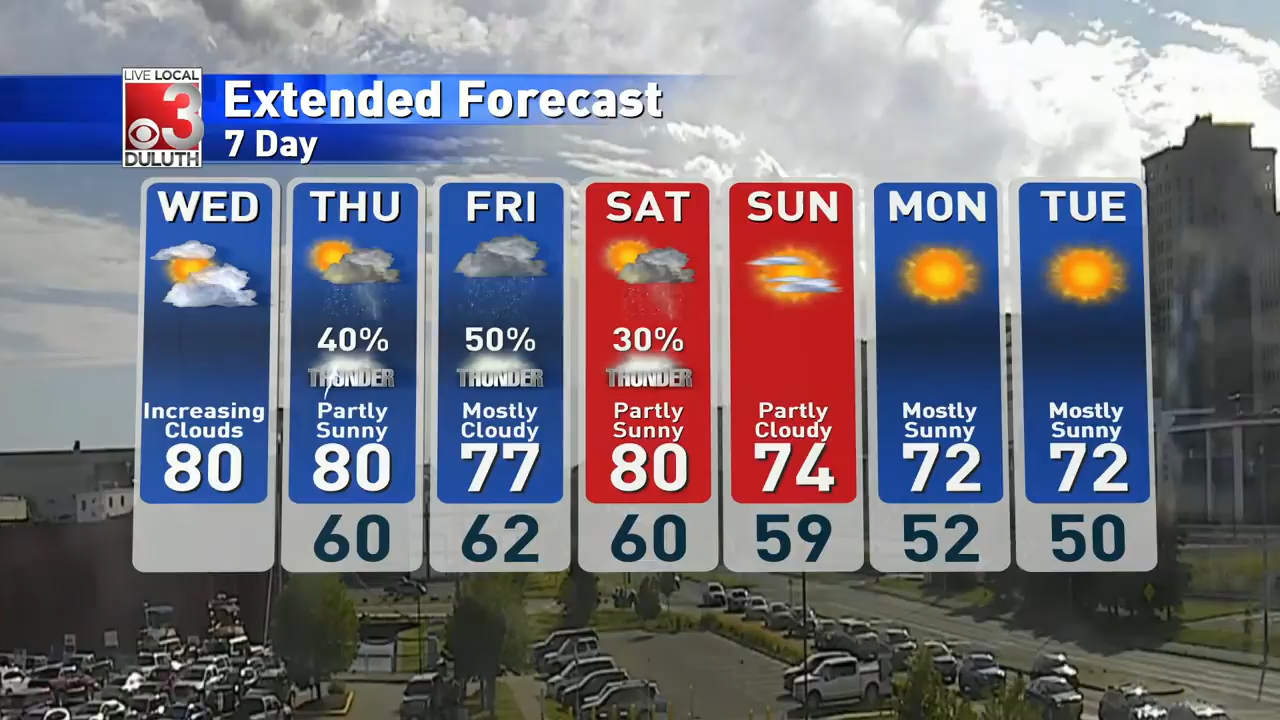 LIVE LOCAL
3
DULUTH
Extended Forecast
7 Day
WED
Increasing
Clouds
80
THU
40%
THUNDER
Partly
Sunny
80
60
FRI
50%
THUNDER
Mostly
Cloudy
77
62
SAT
30%
THUNDER
Partly
Sunny
80
60
SUN
Partly
Cloudy
74
59
MON
Mostly
Sunny
72
52
TUE
Mostly
Sunny
72
50